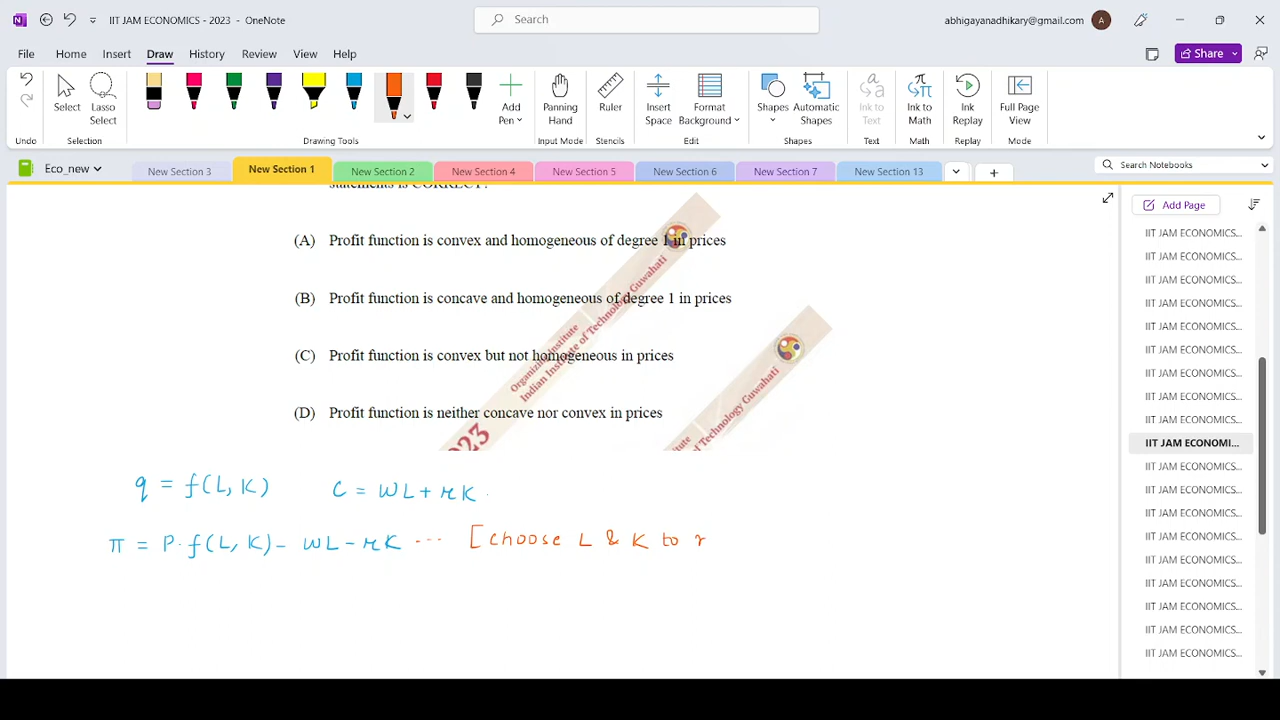 IIT JAM ECONOMICS - 2023 - OneNote
Search
abhigayanadhikary@gmail.com
A
File Home Insert Draw History Review View Help
Share
Undo
Select
Lasso Select
Add Pen
Panning Hand
Ruler
Insert Space
Format Background
Shapes
Automatic Shapes
Ink to Text
Ink to Math
Ink Replay
Full Page View
Undo Selection Drawing Tools Input Mode Stencils Edit Shapes Text Math Replay Mode
Eco_new
New Section 3 New Section 1 New Section 2 New Section 4 New Section 5 New Section 6 New Section 7 New Section 13
Search Notebooks
Add Page
statements is CORRECT?
(A) Profit function is convex and homogeneous of degree 1 in prices
(B) Profit function is concave and homogeneous of degree 1 in prices
(C) Profit function is convex but not homogeneous in prices
(D) Profit function is neither concave nor convex in prices
Organizing Institute
Indian Institute of Technology Guwahati
2023
Institute
of Technology Guwahati
q = f(L, K) C = wL + rK
π = P. f(L, K) - wL - rK ... [choose L & K to
IIT JAM ECONOMICS...
IIT JAM ECONOMICS...
IIT JAM ECONOMICS...
IIT JAM ECONOMICS...
IIT JAM ECONOMICS...
IIT JAM ECONOMICS...
IIT JAM ECONOMICS...
IIT JAM ECONOMICS...
IIT JAM ECONOMICS...
IIT JAM ECONOMI...
IIT JAM ECONOMICS...
IIT JAM ECONOMICS...
IIT JAM ECONOMICS...
IIT JAM ECONOMICS...
IIT JAM ECONOMICS...
IIT JAM ECONOMICS...
IIT JAM ECONOMICS...
IIT JAM ECONOMICS...
IIT JAM ECONOMICS...